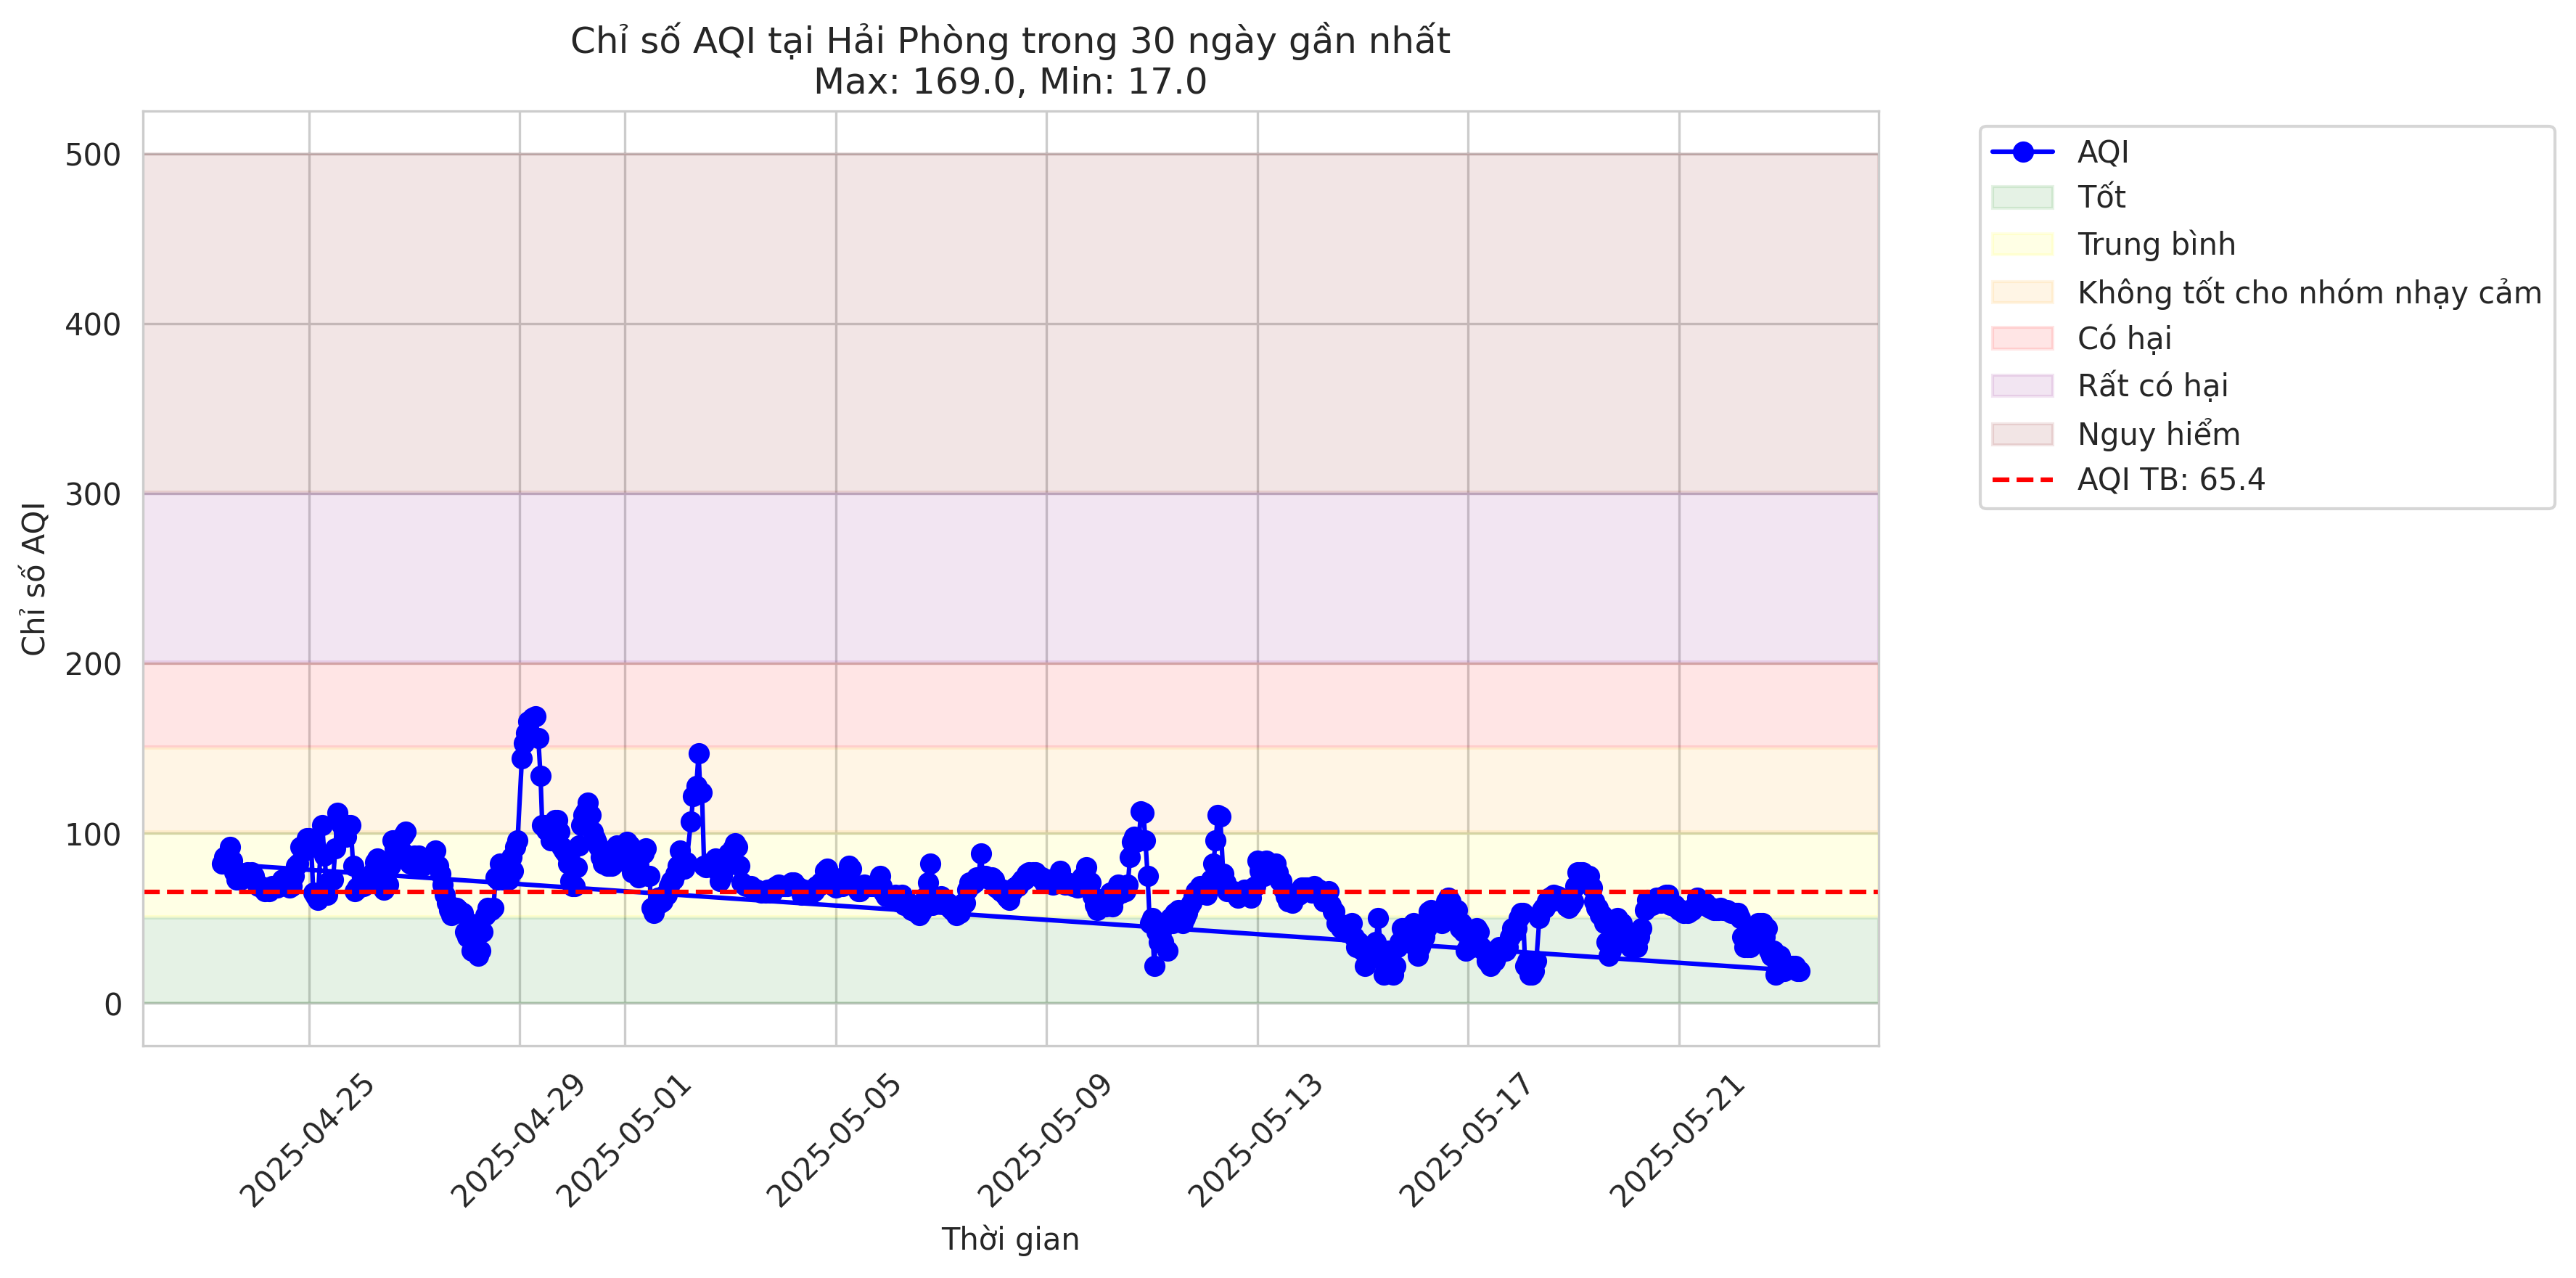 Chỉ số AQI tại Hải Phòng trong 30 ngày gần nhất
Max: 169.0, Min: 17.0
Chỉ số AQI
500
400
300
200
100
0
2025-04-25
2025-04-29
2025-05-01
2025-05-05
2025-05-09
2025-05-13
2025-05-17
2025-05-21
Thời gian
AQI
Tốt
Trung bình
Không tốt cho nhóm nhạy cảm
Có hại
Rất có hại
Nguy hiểm
AQI TB: 65.4